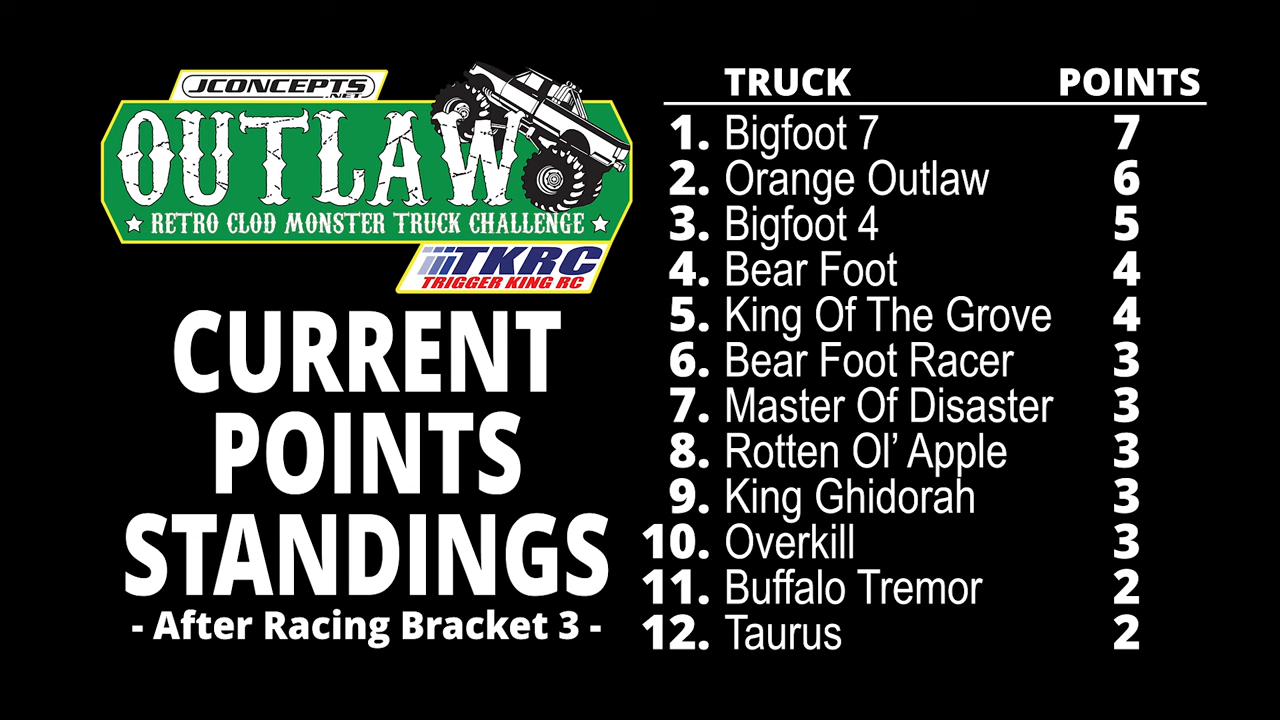 JCONCEPTS
.NET
OUTLAW
★ RETRO CLOD MONSTER TRUCK CHALLENGE ★
TKRC
TRIGGER KING RC
CURRENT
POINTS
STANDINGS
- After Racing Bracket 3 -
TRUCK POINTS
1. Bigfoot 7 7
2. Orange Outlaw 6
3. Bigfoot 4 5
4. Bear Foot 4
5. King Of The Grove 4
6. Bear Foot Racer 3
7. Master Of Disaster 3
8. Rotten Ol’ Apple 3
9. King Ghidorah 3
10. Overkill 3
11. Buffalo Tremor 2
12. Taurus 2